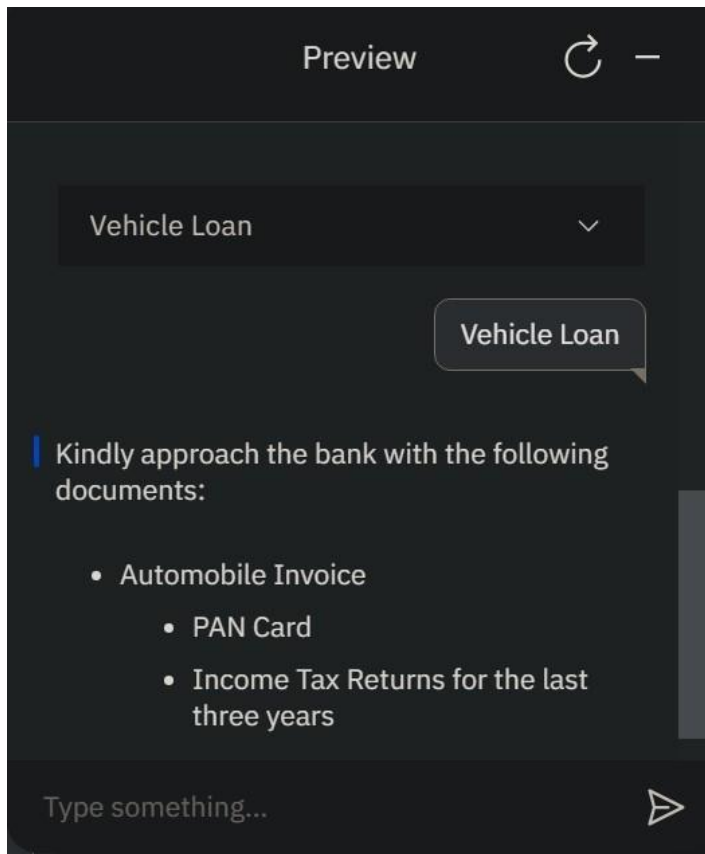 Preview
Vehicle Loan
Vehicle Loan
Kindly approach the bank with the following
documents:
• Automobile Invoice
• PAN Card
• Income Tax Returns for the last
three years
Type something...